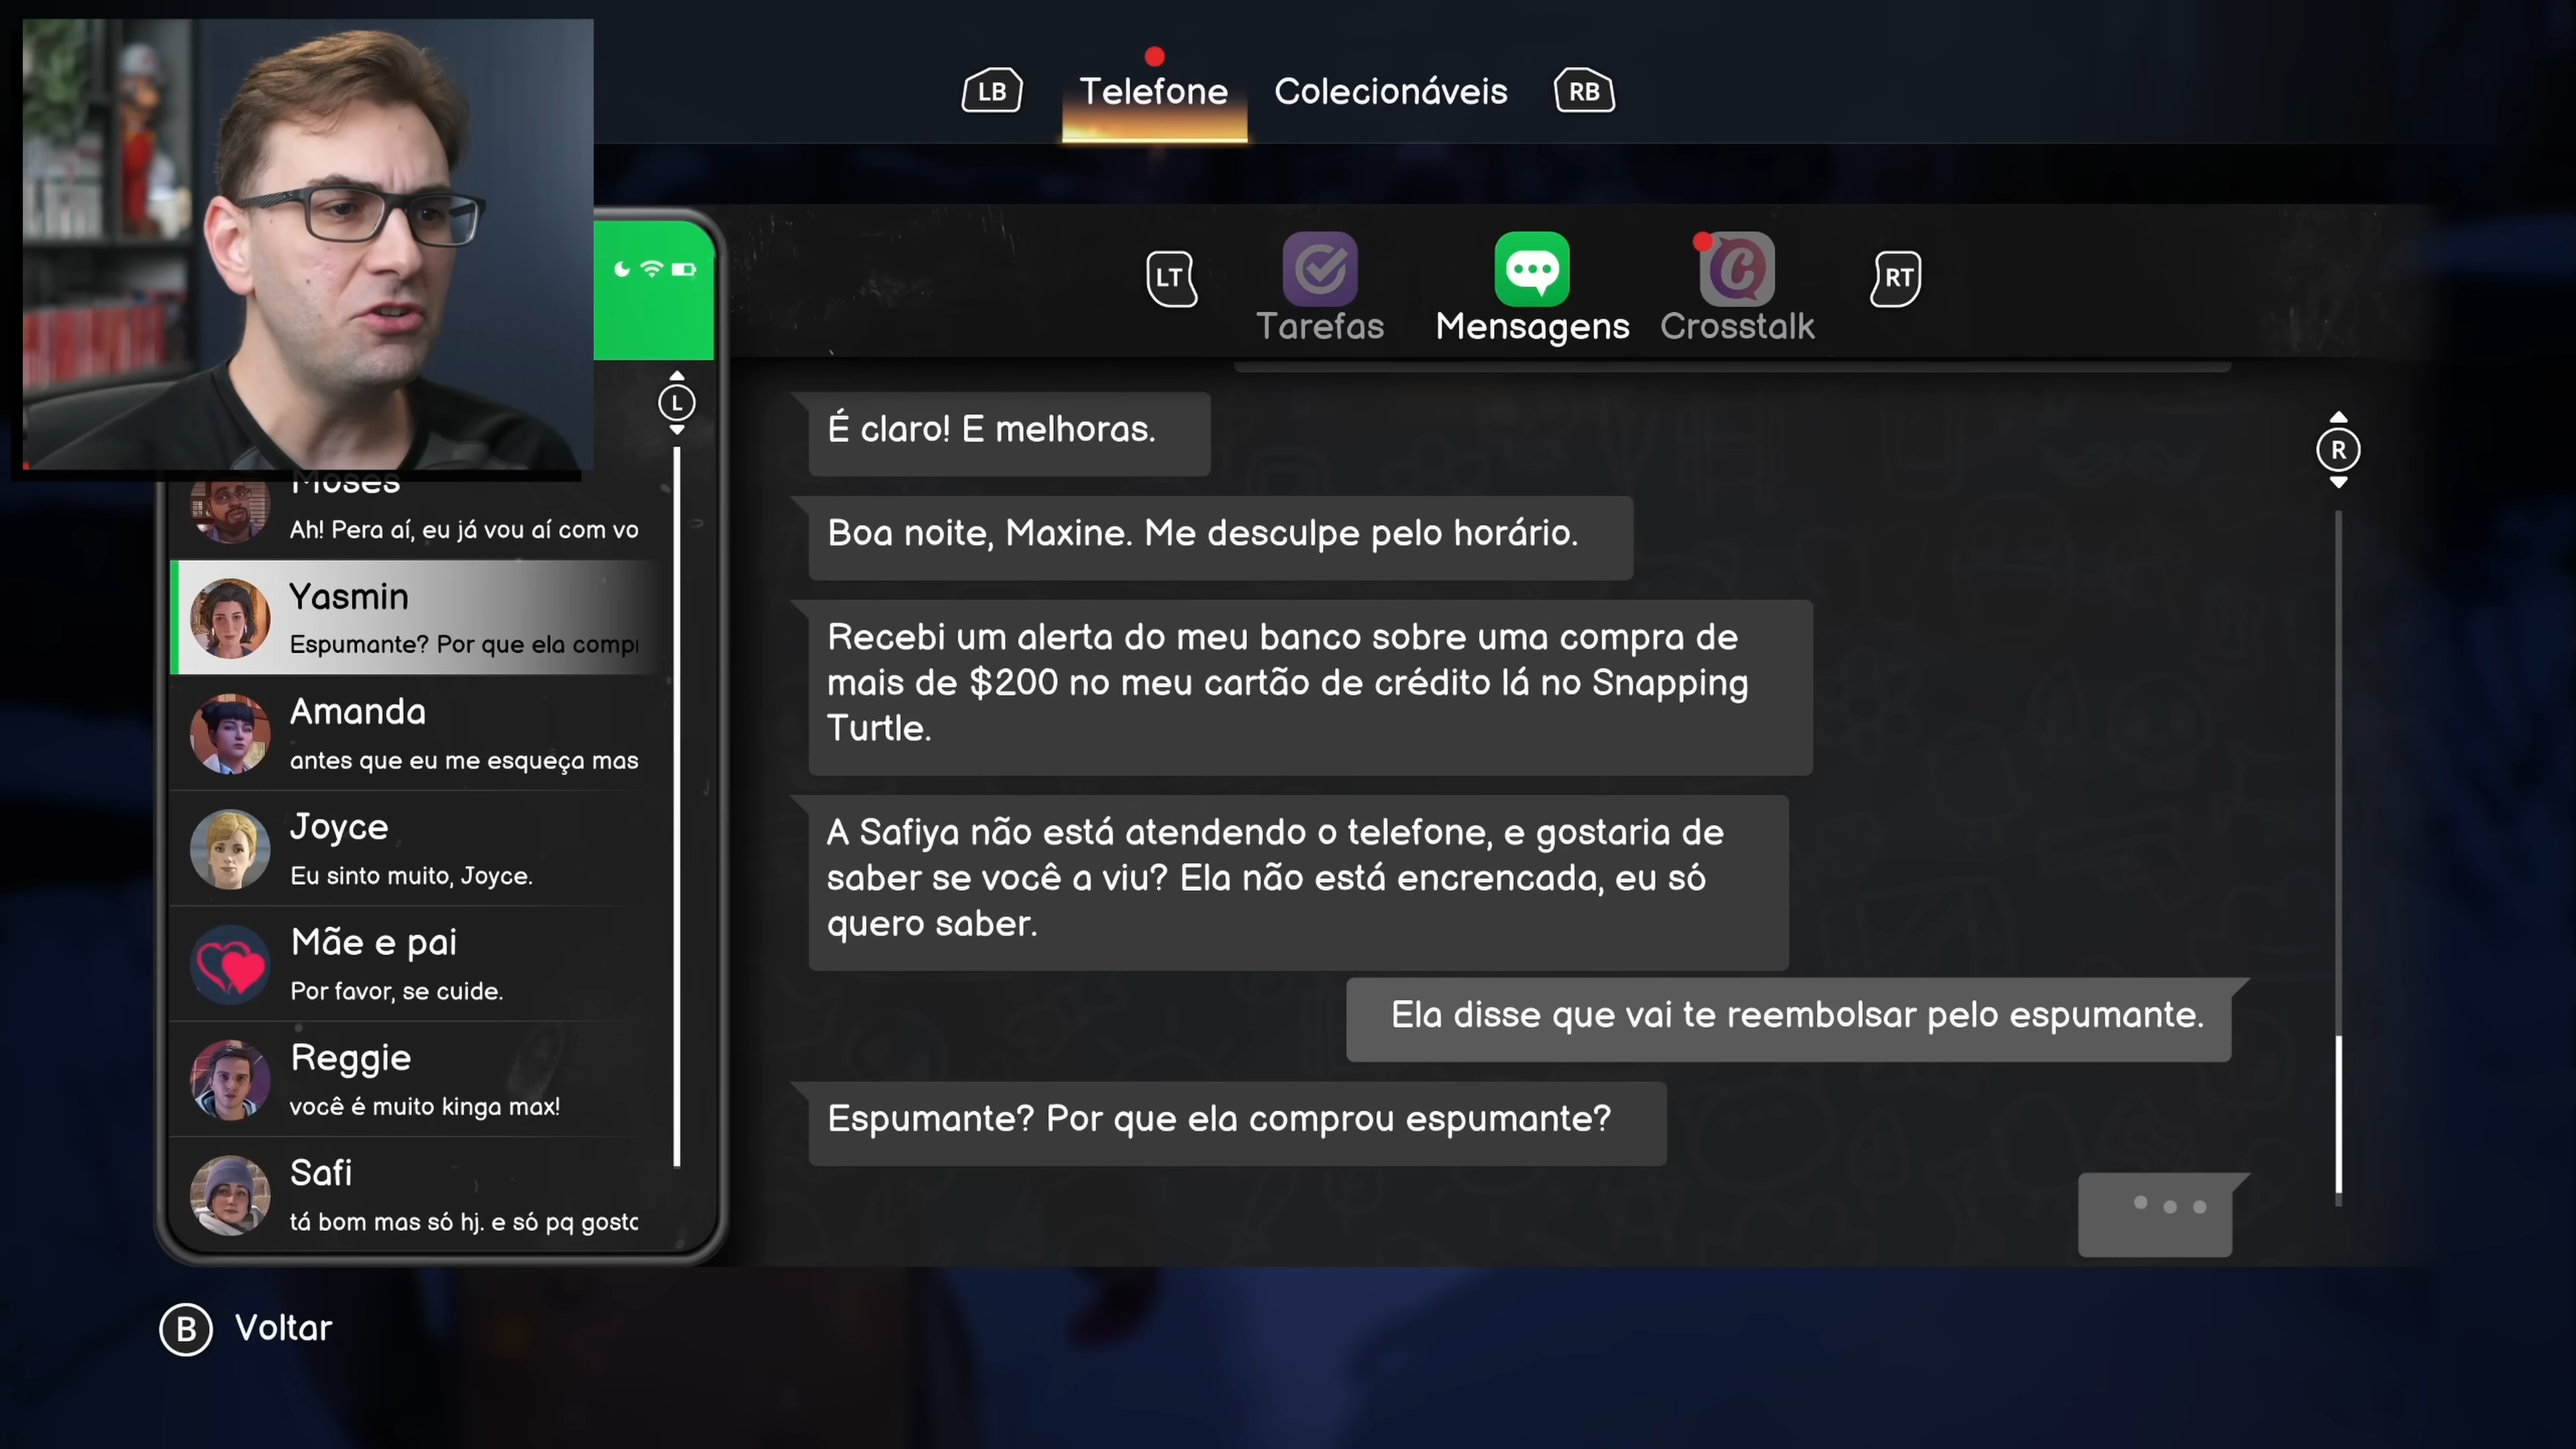 LB Telefone Colecionáveis RB
LT Tarefas Mensagens Crosstalk RT
L
Moses
Ah! Pera aí, eu já vou aí com vo
Yasmin
Espumante? Por que ela compr
Amanda
antes que eu me esqueça mas
Joyce
Eu sinto muito, Joyce.
Mãe e pai
Por favor, se cuide.
Reggie
você é muito kinga max!
Safi
tá bom mas só hj. e só pq gosto
É claro! E melhoras.
R
Boa noite, Maxine. Me desculpe pelo horário.
Recebi um alerta do meu banco sobre uma compra de
mais de $200 no meu cartão de crédito lá no Snapping
Turtle.
A Safiya não está atendendo o telefone, e gostaria de
saber se você a viu? Ela não está encrencada, eu só
quero saber.
Ela disse que vai te reembolsar pelo espumante.
Espumante? Por que ela comprou espumante?
B Voltar